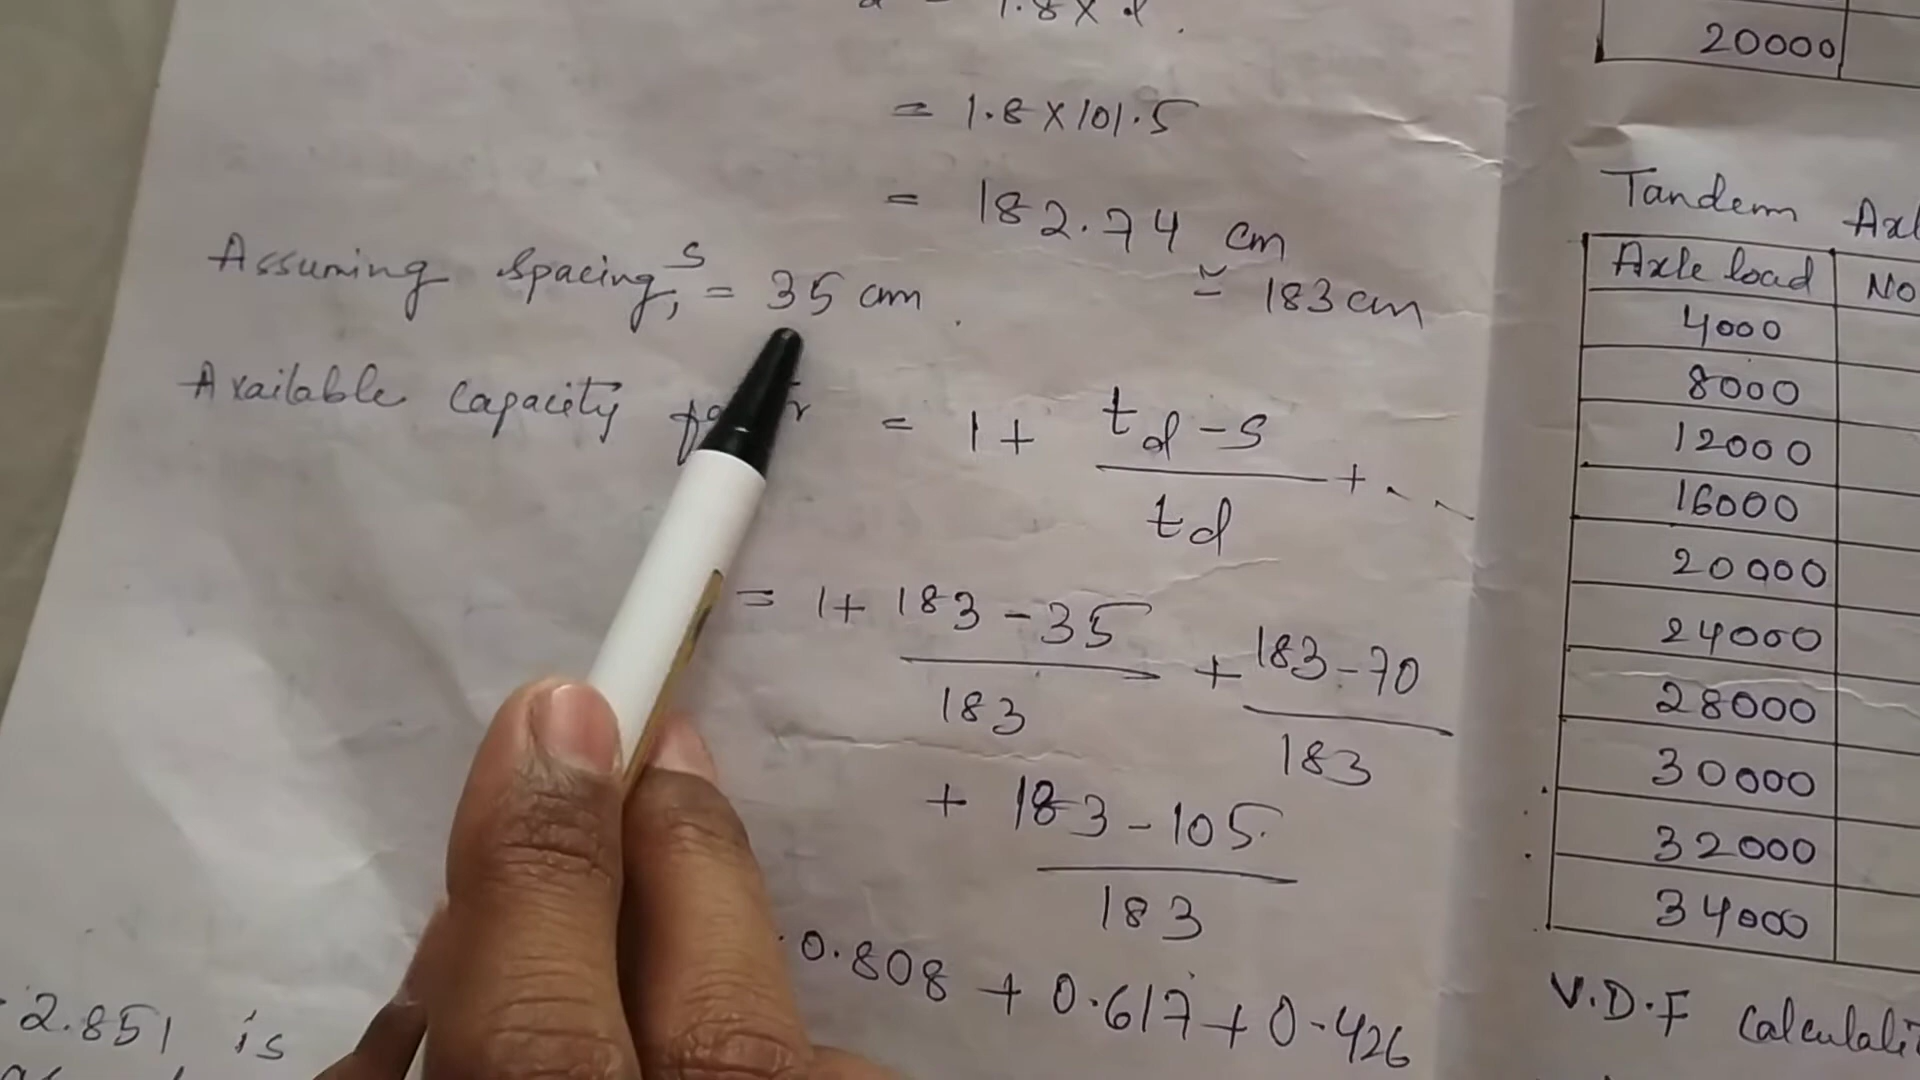 1.8 x l.
= 1.8 x 101.5
= 182.74 cm
≅ 183 cm
Assuming spacing, s = 35 cm.
Available capacity = 1 + (td - s)/td + ...
= 1 + (183 - 35)/183 + (183 - 70)/183
+ (183 - 105)/183
0.808 + 0.617 + 0.426
2.851 is
20000
Tandem
Axle load No
4000
8000
12000
16000
20000
24000
28000
30000
32000
34000
V.D.F